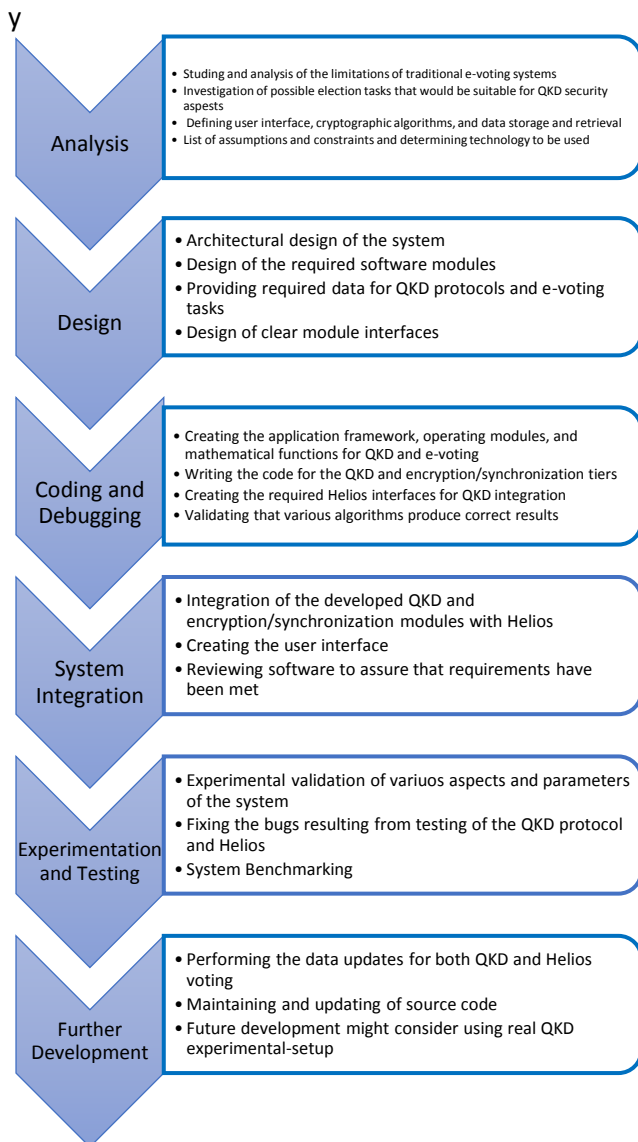 y
Analysis
• Studing and analysis of the limitations of traditional e-voting systems
• Investigation of possible election tasks that would be suitable for QKD security
aspests
• Defining user interface, cryptographic algorithms, and data storage and retrieval
• List of assumptions and constraints and determining technology to be used
Design
• Architectural design of the system
• Design of the required software modules
• Providing required data for QKD protocols and e-voting
tasks
• Design of clear module interfaces
Coding and
Debugging
• Creating the application framework, operating modules, and
mathematical functions for QKD and e-voting
• Writing the code for the QKD and encryption/synchronization tiers
• Creating the required Helios interfaces for QKD integration
• Validating that various algorithms produce correct results
System
Integration
• Integration of the developed QKD and
encryption/synchronization modules with Helios
• Creating the user interface
• Reviewing software to assure that requirements have
been met
Experimentation
and Testing
• Experimental validation of variuos aspects and parameters
of the system
• Fixing the bugs resulting from testing of the QKD protocol
and Helios
• System Benchmarking
Further
Development
• Performing the data updates for both QKD and Helios
voting
• Maintaining and updating of source code
• Future development might consider using real QKD
experimental-setup